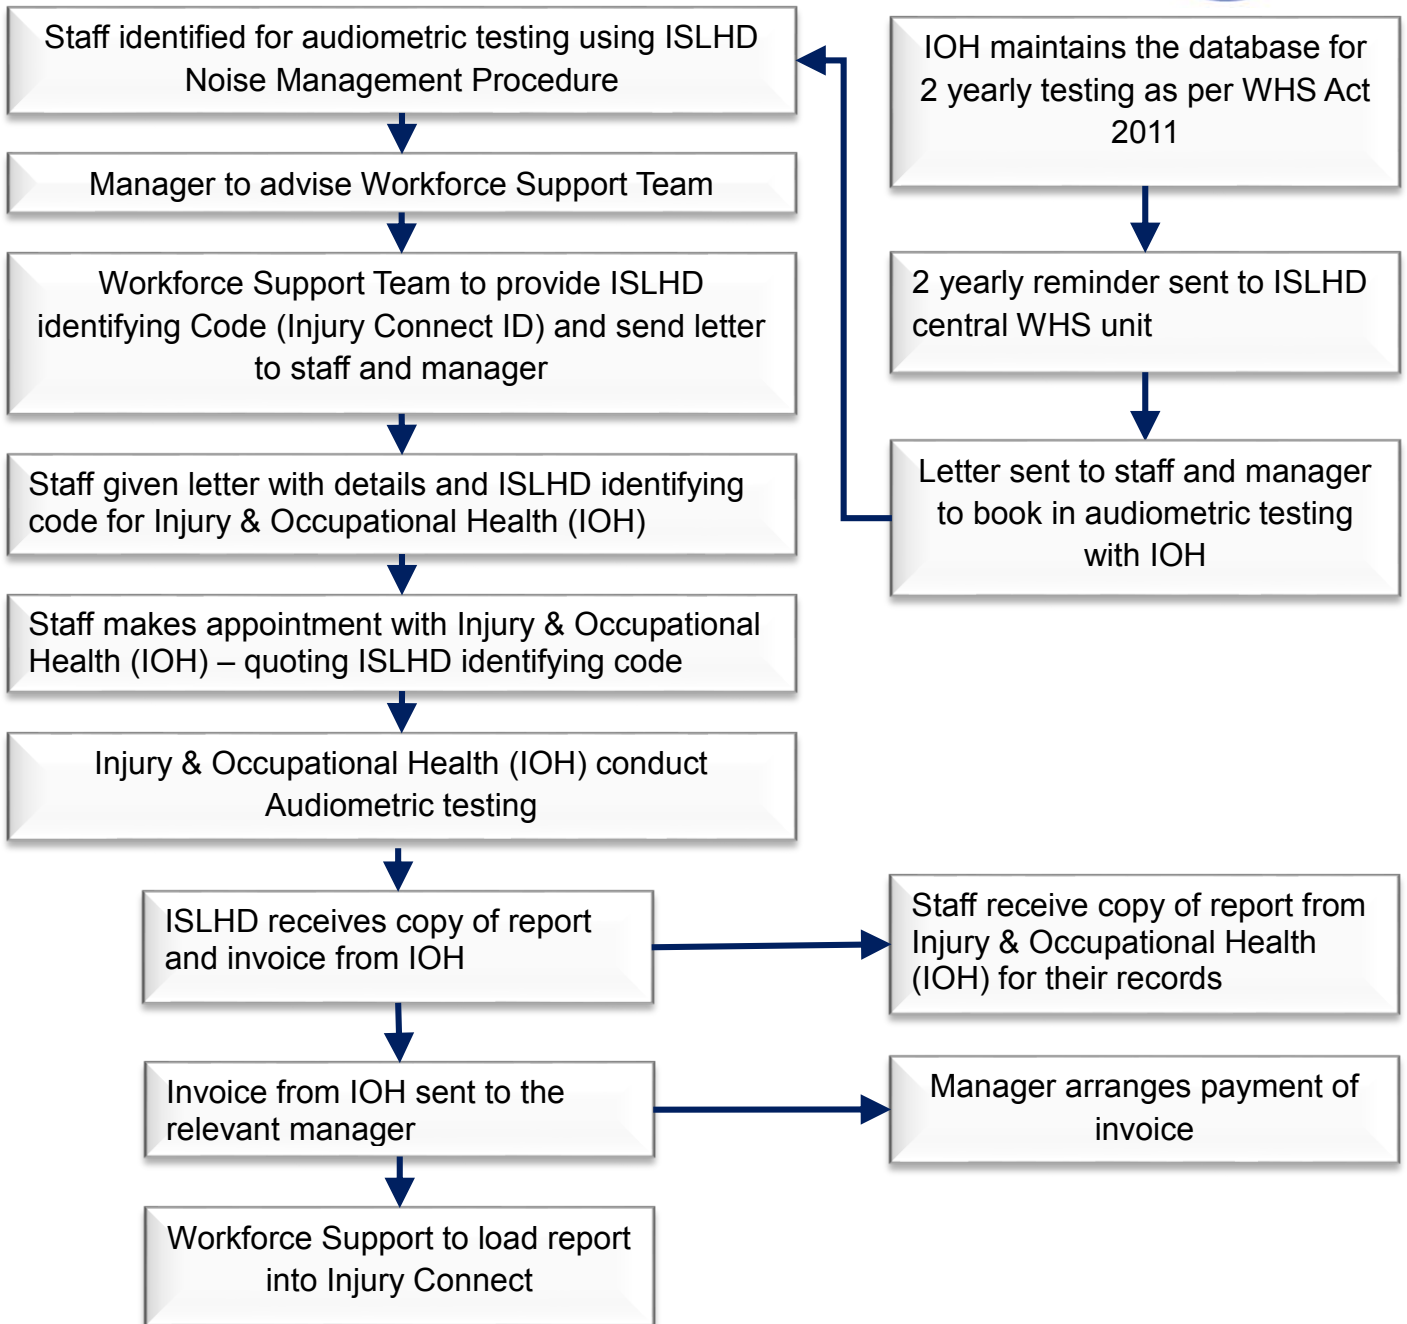 Staff identified for audiometric testing using ISLHD
Noise Management Procedure
Manager to advise Workforce Support Team
Workforce Support Team to provide ISLHD
identifying Code (Injury Connect ID) and send letter
to staff and manager
Staff given letter with details and ISLHD identifying
code for Injury & Occupational Health (IOH)
Staff makes appointment with Injury & Occupational
Health (IOH) – quoting ISLHD identifying code
Injury & Occupational Health (IOH) conduct
Audiometric testing
ISLHD receives copy of report
and invoice from IOH
Invoice from IOH sent to the
relevant manager
Workforce Support to load report
into Injury Connect
IOH maintains the database for
2 yearly testing as per WHS Act
2011
2 yearly reminder sent to ISLHD
central WHS unit
Letter sent to staff and manager
to book in audiometric testing
with IOH
Staff receive copy of report from
Injury & Occupational Health
(IOH) for their records
Manager arranges payment of
invoice